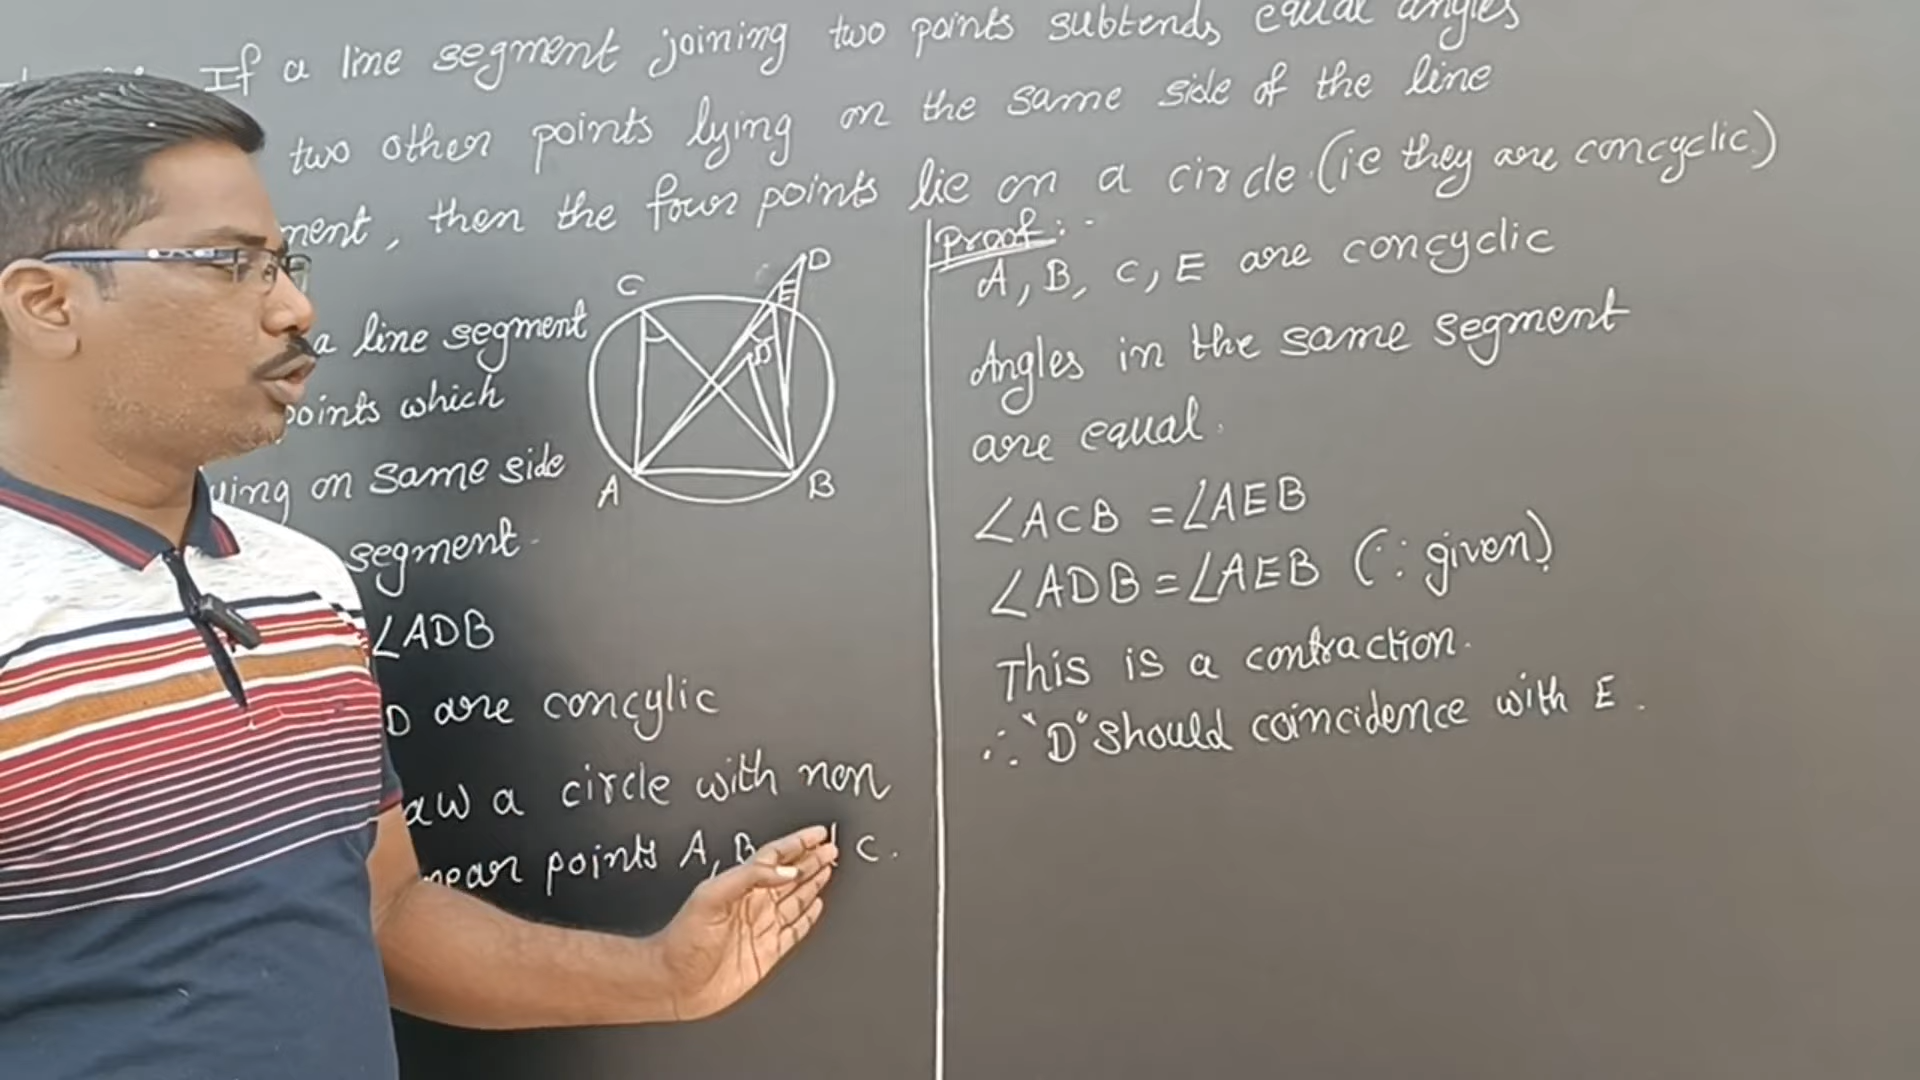 If a line segment joining two points subtends equal angles
two other points lying on the same side of the line
ment, then the four points lie on a circle. (ie they are concyclic.)
a line segment
points which
ying on same side
segment.
∠ADB
D are concylic
aw a circle with non
near points A, B C.
C
D
E
D'
A
B
Proof:-
A, B, C, E are concyclic
Angles in the same segment
are equal.
∠ACB = ∠AEB
∠ADB = ∠AEB (∵ given)
This is a contraction.
∴ "D" should coincidence with E.